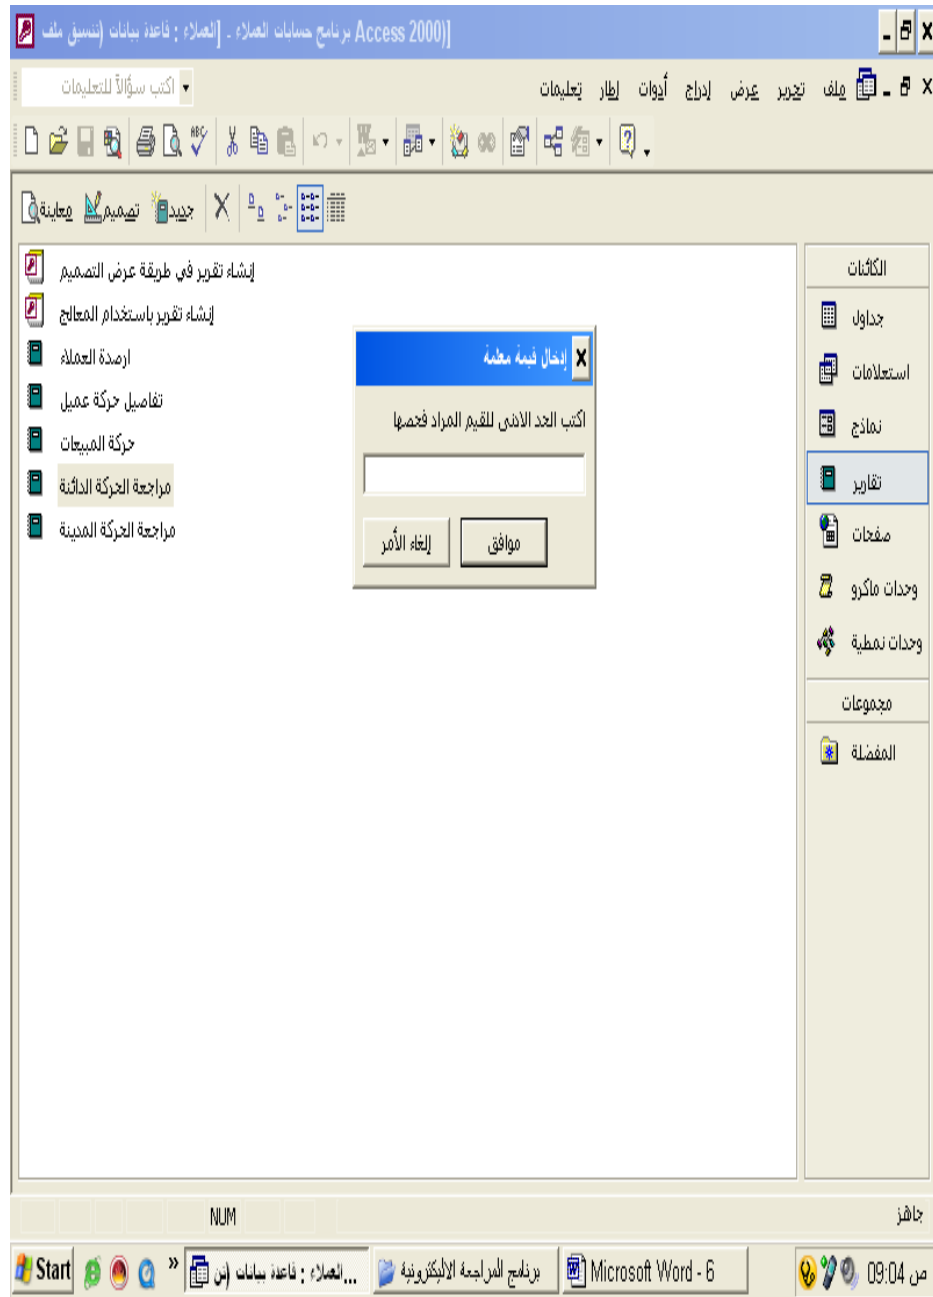 برنامج حسابات العملاء - [العملاء : قاعدة بيانات (تنسيق ملف Access 2000)]
ملف تحرير عرض إدراج أدوات إطار تعليمات
اكتب سؤالاً للتعليمات
معاينة تصميم جديد
الكائنات
جداول
استعلامات
نماذج
تقارير
صفحات
وحدات ماكرو
وحدات نمطية
مجموعات
المفضلة
إنشاء تقرير في طريقة عرض التصميم
إنشاء تقرير باستخدام المعالج
ارصدة العملاء
تفاصيل حركة عميل
حركة المبيعات
مراجعة الحركة الدائنة
مراجعة الحركة المدينة
إدخال قيمة معلمة
اكتب الحد الادنى للقيم المراد فحصها
موافق
إلغاء الأمر
جاهز
NUM
Start
العملاء : قاعدة بيانات (تن...
برنامج المراجعة الاليكترونية
Microsoft Word - 6
09:04 ص